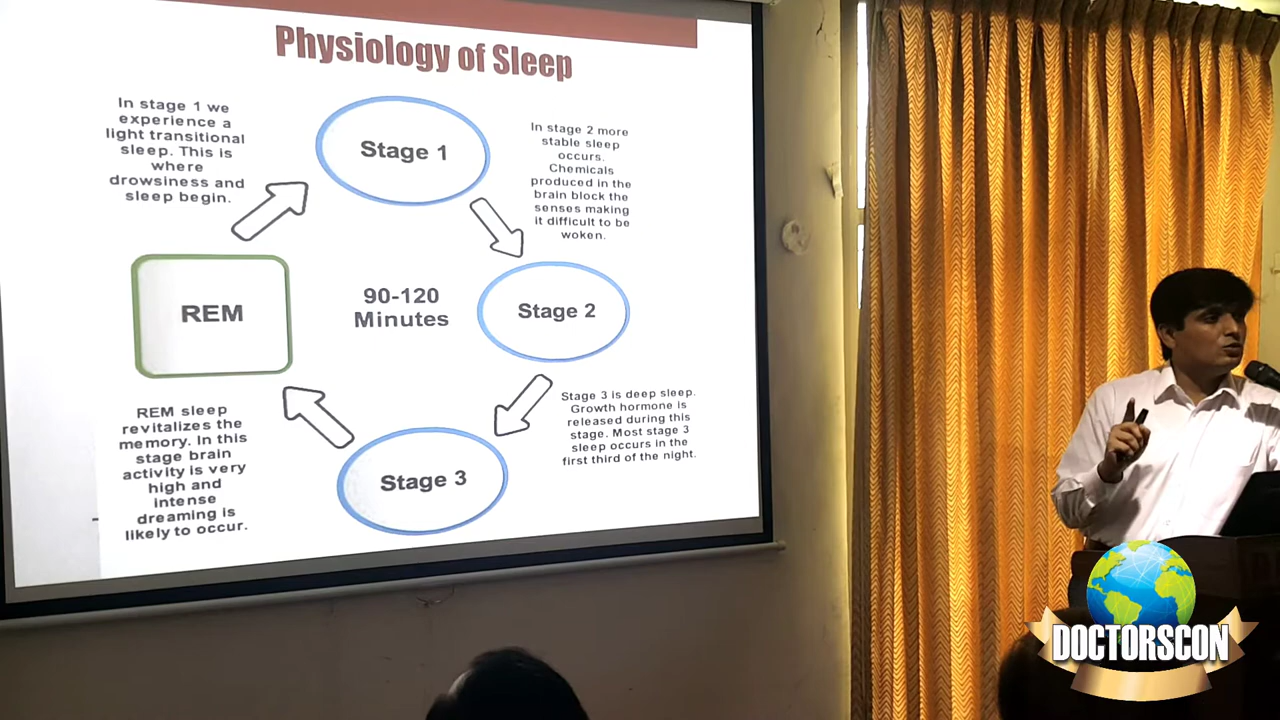 Physiology of Sleep
In stage 1 we
experience a
light transitional
sleep. This is
where
drowsiness and
sleep begin.
Stage 1
In stage 2 more
stable sleep
occurs.
Chemicals
produced in the
brain block the
senses making
it difficult to be
woken.
REM
90-120
Minutes
Stage 2
REM sleep
revitalizes the
memory. In this
stage brain
activity is very
high and
intense
dreaming is
likely to occur.
Stage 3
Stage 3 is deep sleep.
Growth hormone is
released during this
stage. Most stage 3
sleep occurs in the
first third of the night.
DOCTORSCON